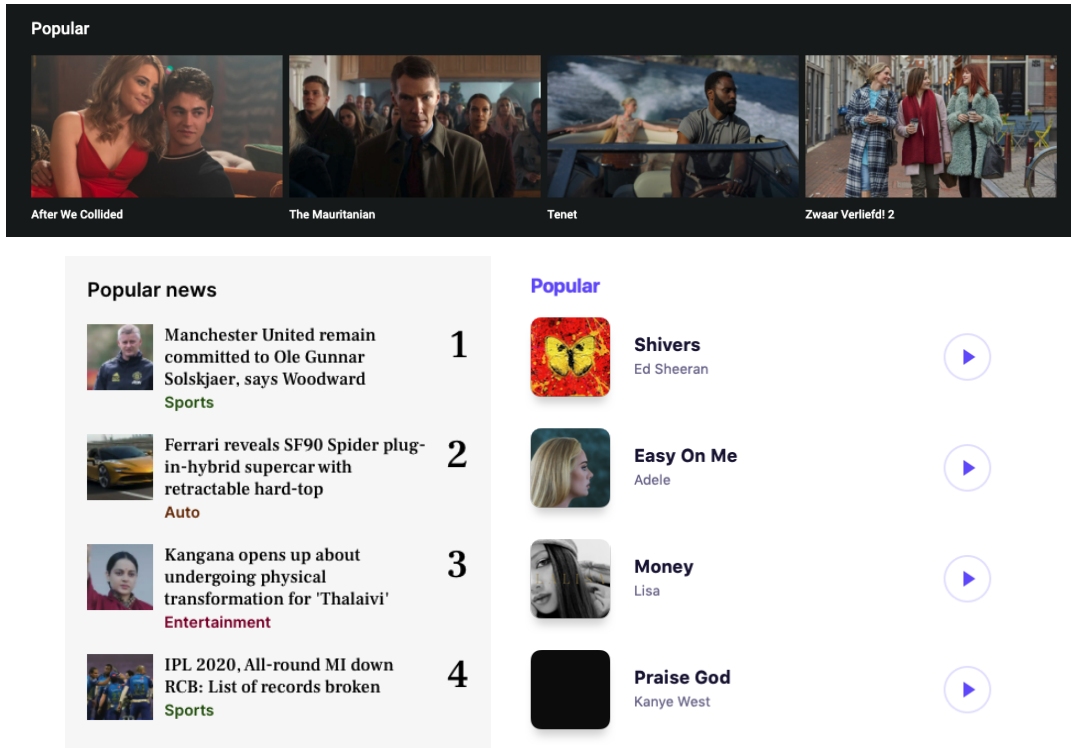 Popular
After We Collided
The Mauritanian
Tenet
Zwaar Verliefd! 2
Popular news
Manchester United remain
committed to Ole Gunnar
Solskjaer, says Woodward
Sports
1
Ferrari reveals SF90 Spider plug-
in-hybrid supercar with
retractable hard-top
Auto
2
Kangana opens up about
undergoing physical
transformation for 'Thalaivi'
Entertainment
3
IPL 2020, All-round MI down
RCB: List of records broken
Sports
4
Popular
Shivers
Ed Sheeran
Easy On Me
Adele
Money
Lisa
Praise God
Kanye West